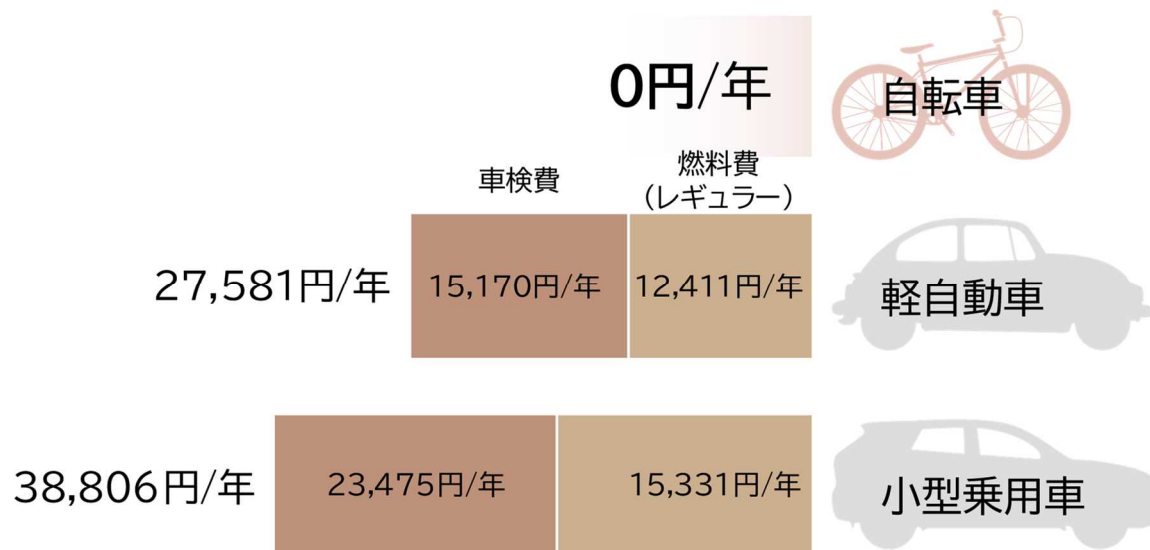 0円/年
自転車
車検費
燃料費
（レギュラー）
27,581円/年
15,170円/年
12,411円/年
軽自動車
38,806円/年
23,475円/年
15,331円/年
小型乗用車